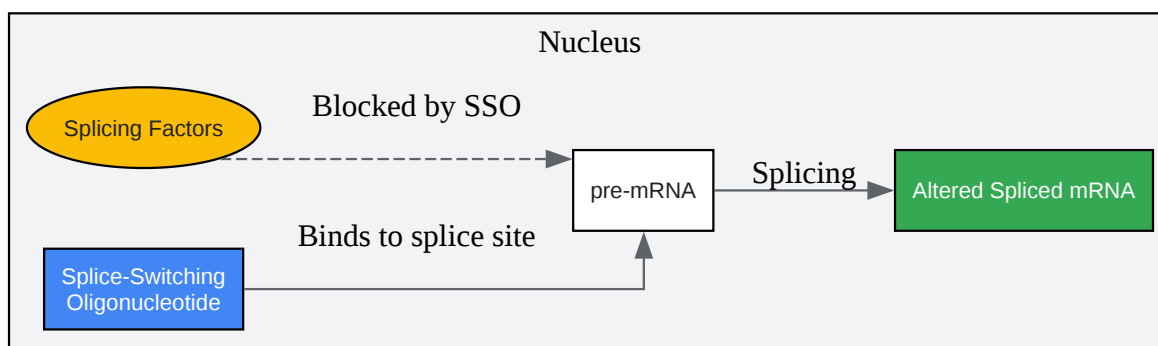 Nucleus
Blocked by SSO
Splicing Factors
Splicing
pre-mRNA
Altered Spliced mRNA
Binds to splice site
Splice-Switching
Oligonucleotide